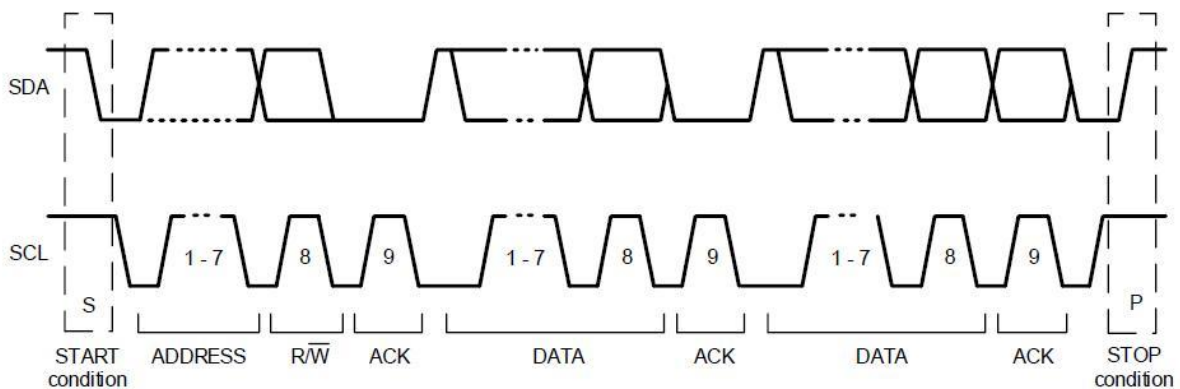 SDA
SCL
1 - 7
8
9
1 - 7
8
9
1 - 7
8
9
S
P
START
condition
ADDRESS
R/W̅
ACK
DATA
ACK
DATA
ACK
STOP
condition